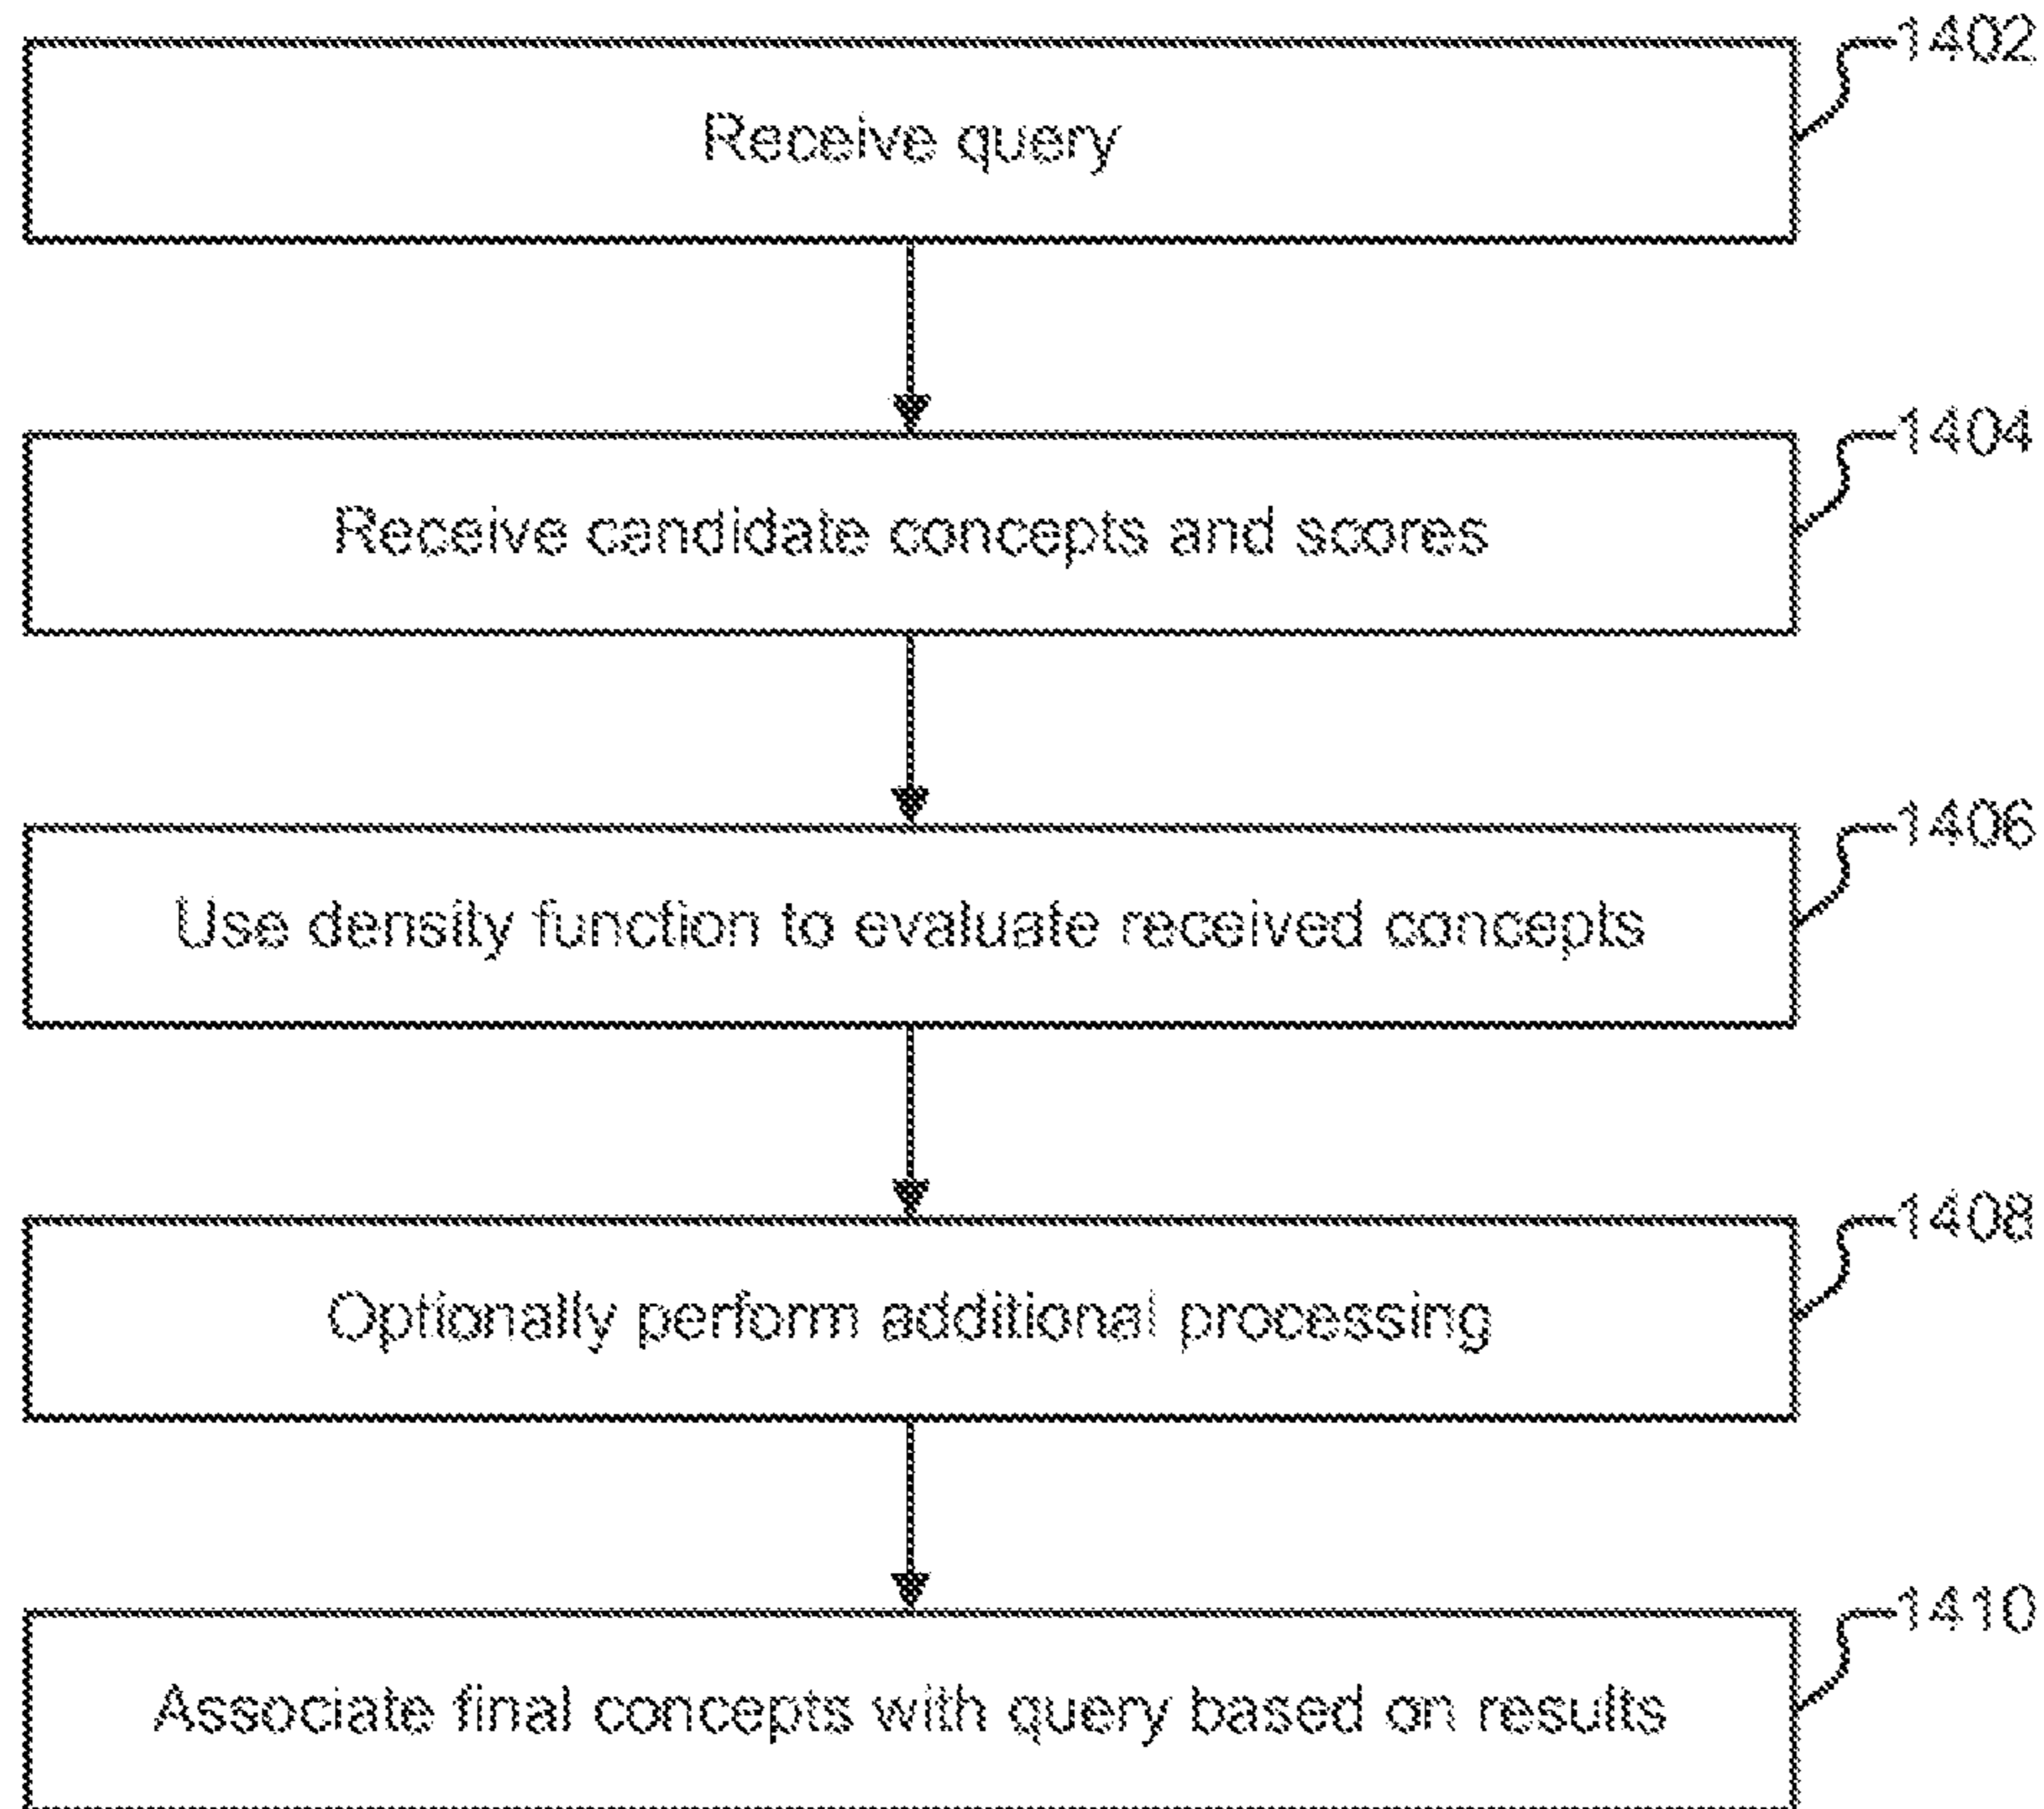 1402
Receive query
1404
Receive candidate concepts and scores
1406
Use density function to evaluate received concepts
1408
Optionally perform additional processing
1410
Associate final concepts with query based on results